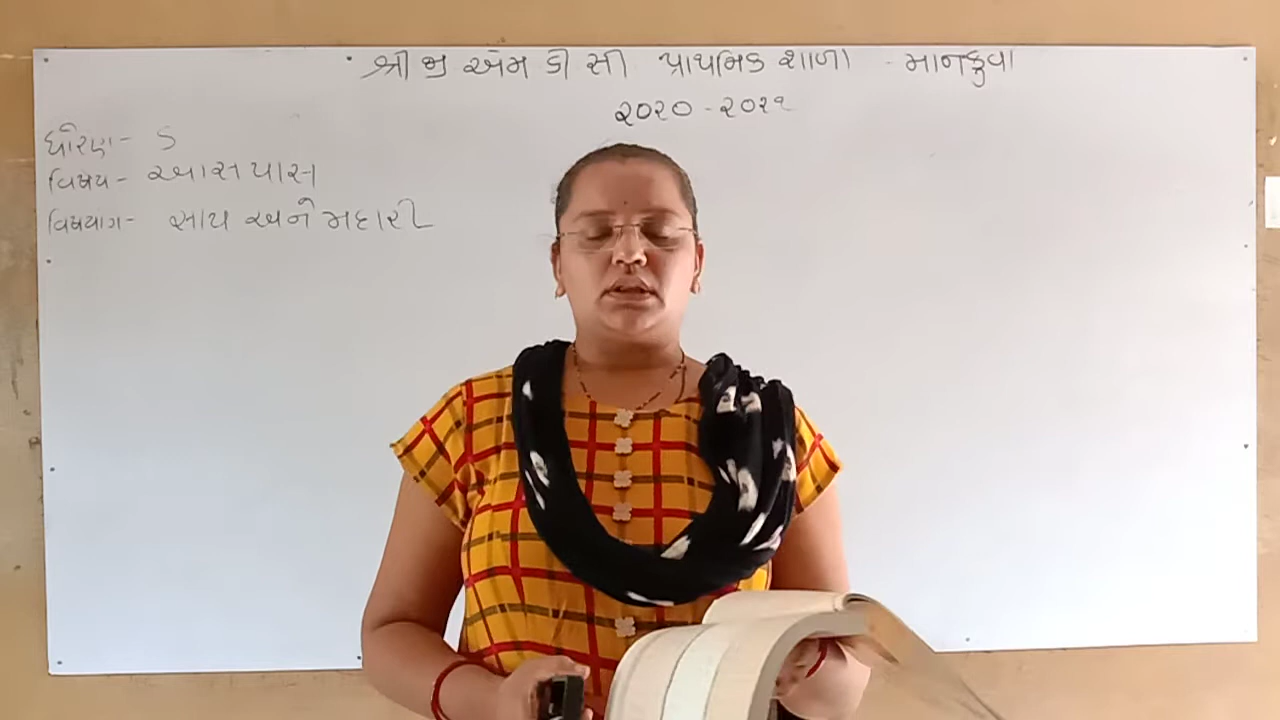 શ્રી જી એમ ડી સી પ્રાથમિક શાળા - માનકુવા
૨૦૨૦ - ૨૦૨૧
ધોરણ - ૬
વિષય - આસપાસ
વિષયાંગ - સાપ અને મદારી